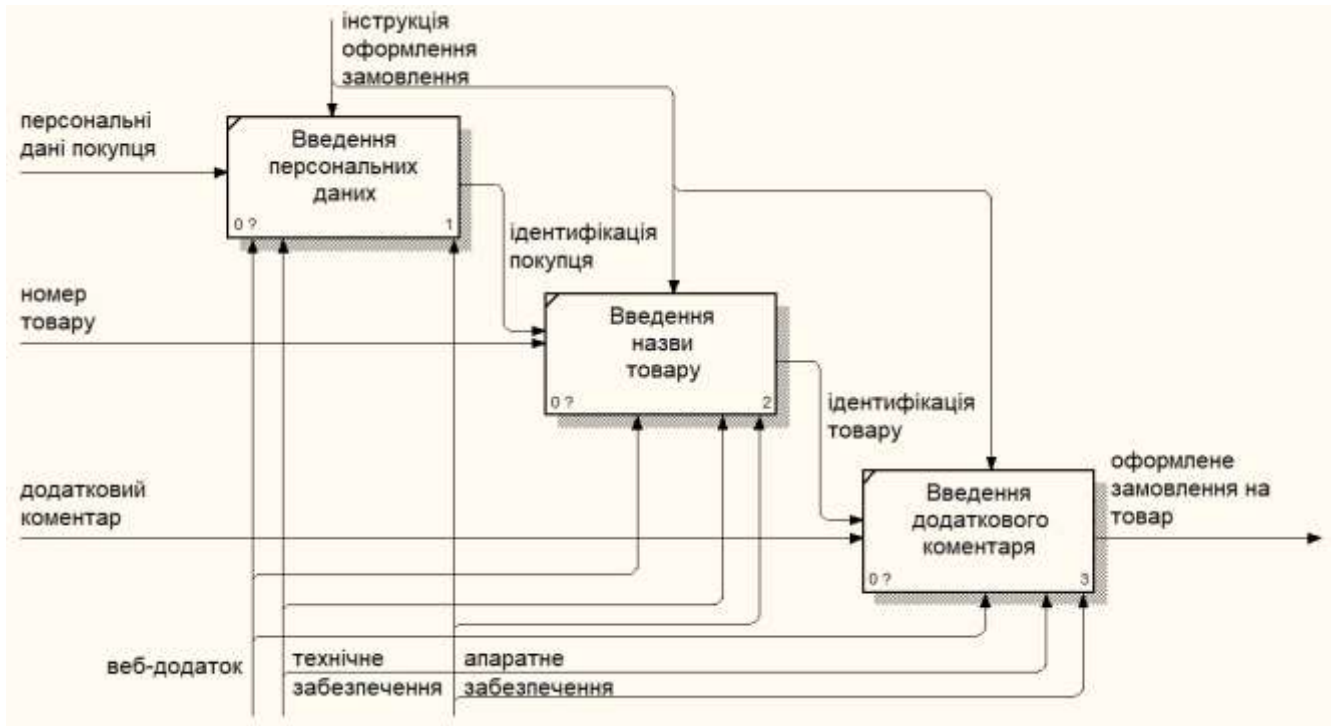 інструкція
оформлення
замовлення
персональні
дані покупця
Введення
персональних
даних
0 ?
1
ідентифікація
покупця
номер
товару
Введення
назви
товару
0 ?
2
ідентифікація
товару
додатковий
коментар
Введення
додаткового
коментаря
0 ?
3
оформлене
замовлення на
товар
веб-додаток
технічне
забезпечення
апаратне
забезпечення